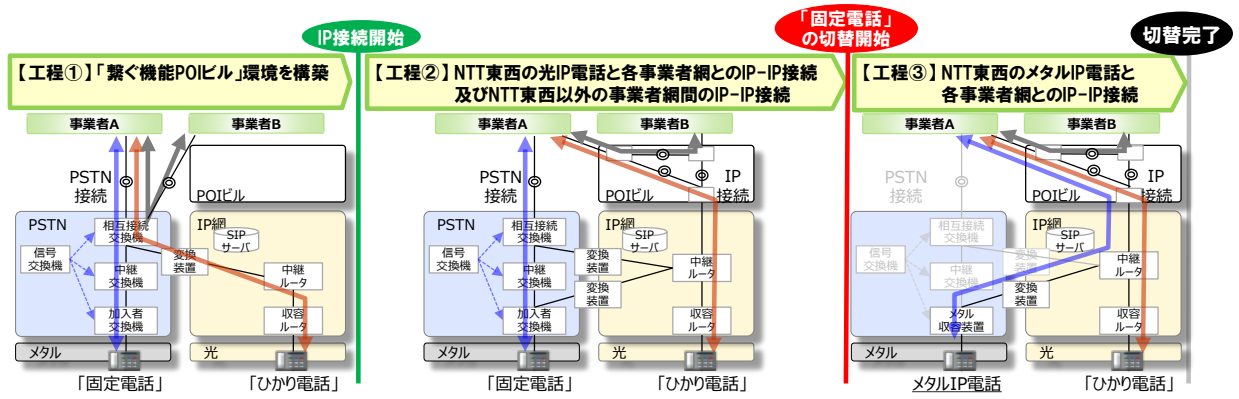 IP接続開始
「固定電話」
の切替開始
切替完了
【工程①】「繋ぐ機能POIビル」環境を構築
事業者A
事業者B
PSTN
接続
POIビル
PSTN
IP網
相互接続
交換機
SIP
サーバ
信号
交換機
変換
装置
中継
交換機
中継
ルータ
加入者
交換機
収容
ルータ
メタル
光
「固定電話」
「ひかり電話」
【工程②】NTT東西の光IP電話と各事業者網とのIP-IP接続
及びNTT東西以外の事業者網間のIP-IP接続
事業者A
事業者B
PSTN
接続
IP
接続
POIビル
PSTN
IP網
相互接続
交換機
SIP
サーバ
信号
交換機
変換
装置
中継
交換機
中継
ルータ
変換
装置
加入者
交換機
収容
ルータ
メタル
光
「固定電話」
「ひかり電話」
【工程③】NTT東西のメタルIP電話と
各事業者網とのIP-IP接続
事業者A
事業者B
PSTN
接続
IP
接続
POIビル
PSTN
IP網
相互接続
交換機
SIP
サーバ
信号
交換機
変換
装置
中継
交換機
中継
ルータ
変換
装置
メタル
収容装置
収容
ルータ
メタル
光
メタルIP電話
「ひかり電話」